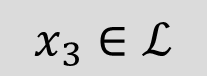 x₃ ∈ ℒ